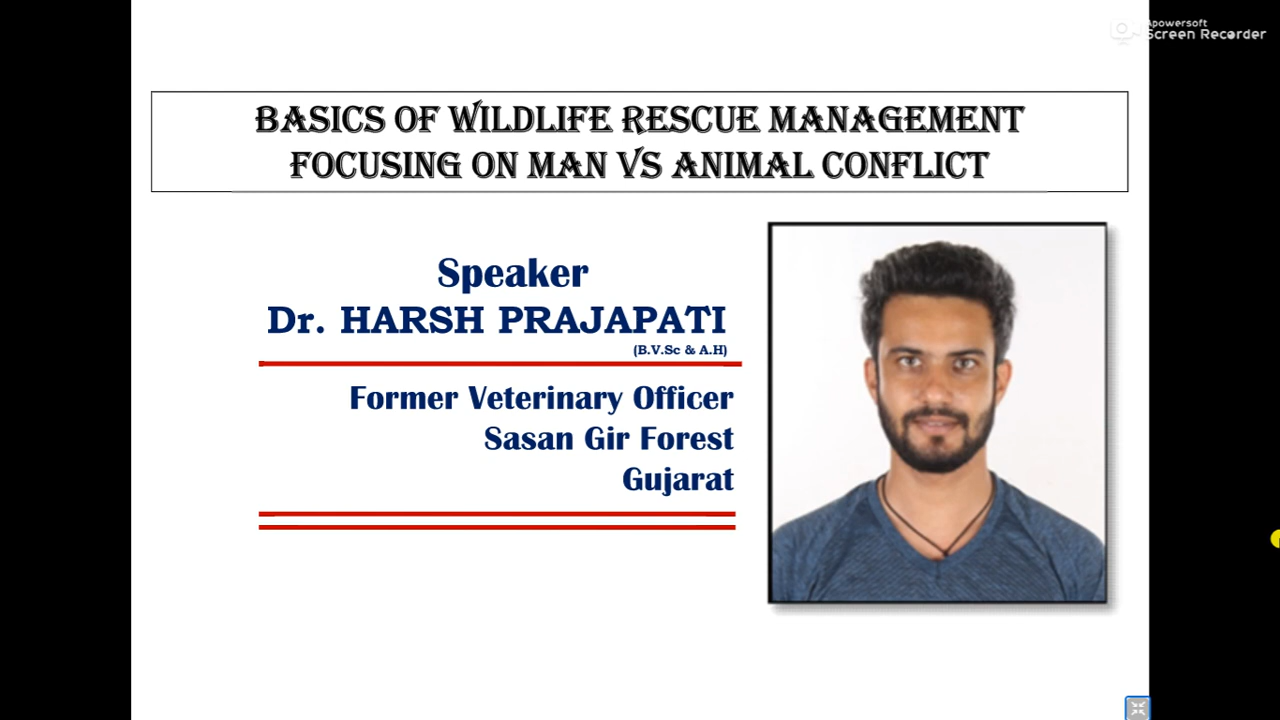 Apowersoft
Screen Recorder
BASICS OF WILDLIFE RESCUE MANAGEMENT
FOCUSING ON MAN VS ANIMAL CONFLICT
Speaker
Dr. HARSH PRAJAPATI
(B.V.Sc & A.H)
Former Veterinary Officer
Sasan Gir Forest
Gujarat